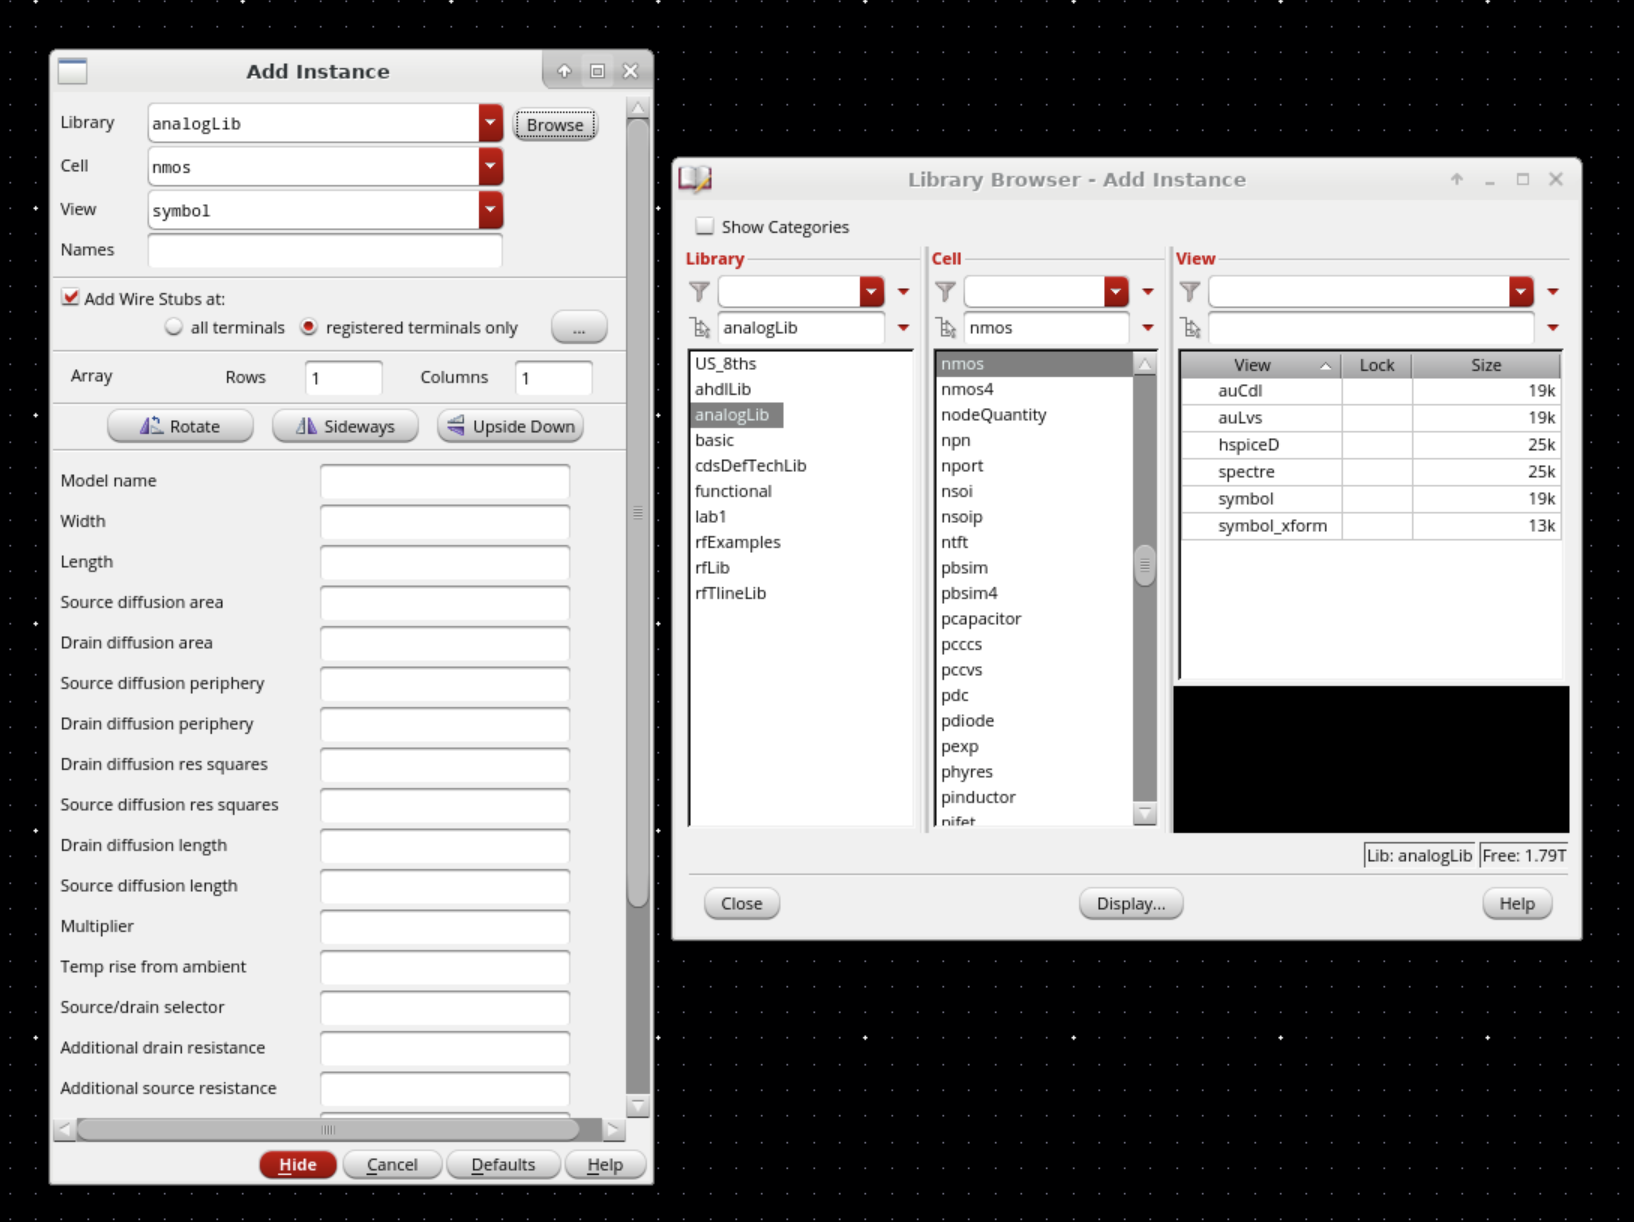 Add Instance
Library analogLib Browse
Cell nmos
View symbol
Names
Add Wire Stubs at:
all terminals registered terminals only ...
Array Rows 1 Columns 1
Rotate Sideways Upside Down
Model name
Width
Length
Source diffusion area
Drain diffusion area
Source diffusion periphery
Drain diffusion periphery
Drain diffusion res squares
Source diffusion res squares
Drain diffusion length
Source diffusion length
Multiplier
Temp rise from ambient
Source/drain selector
Additional drain resistance
Additional source resistance
Hide Cancel Defaults Help
Library Browser - Add Instance
Show Categories
Library
analogLib
US_8ths
ahdlLib
analogLib
basic
cdsDefTechLib
functional
lab1
rfExamples
rfLib
rfTlineLib
Cell
nmos
nmos
nmos4
nodeQuantity
npn
nport
nsoi
nsoip
ntft
pbsim
pbsim4
pcapacitor
pcccs
pccvs
pdc
pdiode
pexp
phyres
pinductor
pjfet
View
View Lock Size
auCdl 19k
auLvs 19k
hspiceD 25k
spectre 25k
symbol 19k
symbol_xform 13k
Lib: analogLib Free: 1.79T
Close Display... Help